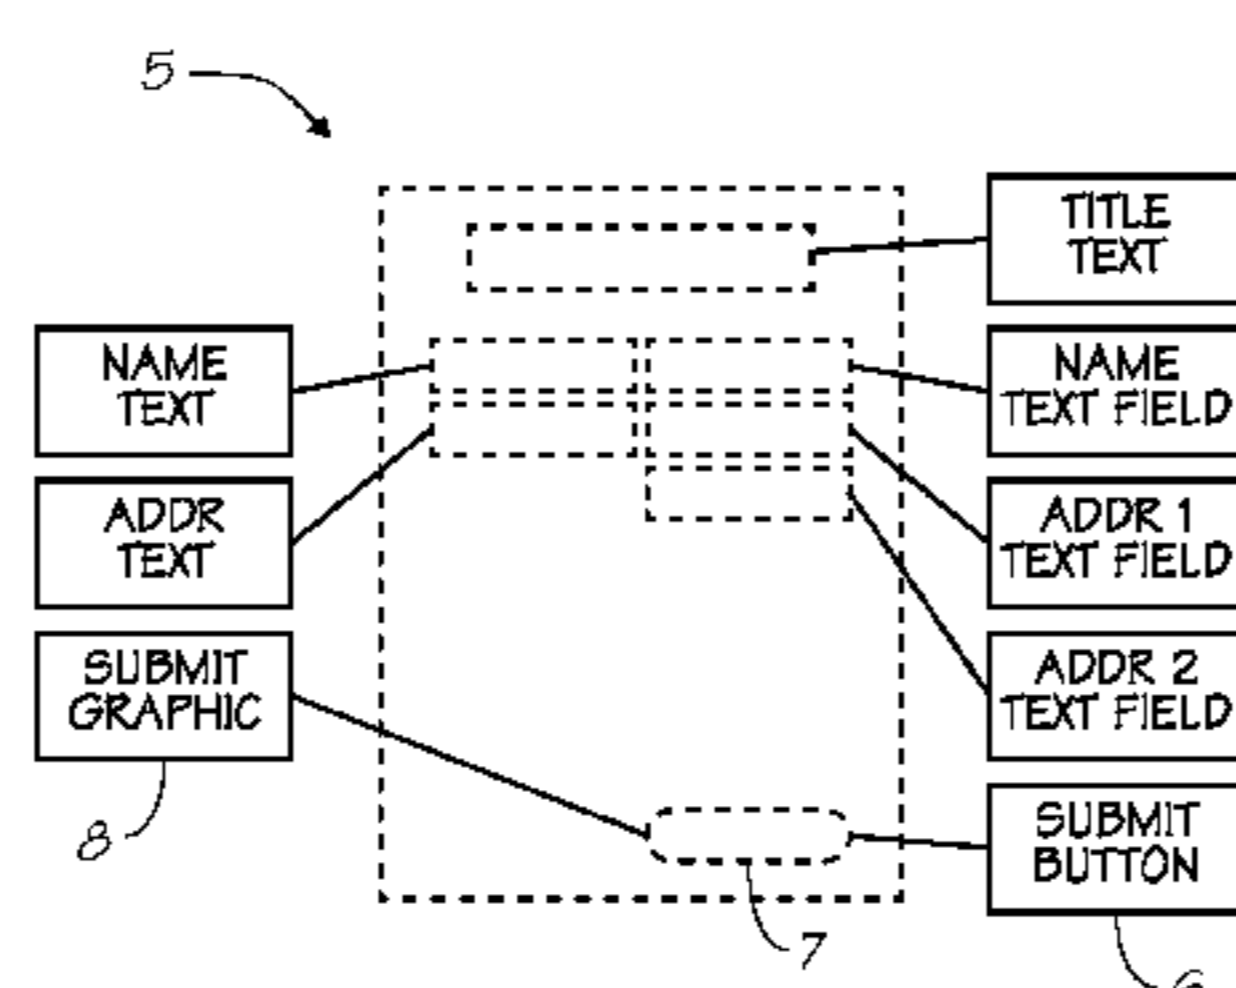 5
TITLE
TEXT
NAME
TEXT
NAME
TEXT FIELD
ADDR
TEXT
ADDR 1
TEXT FIELD
SUBMIT
GRAPHIC
ADDR 2
TEXT FIELD
8
SUBMIT
BUTTON
7
6